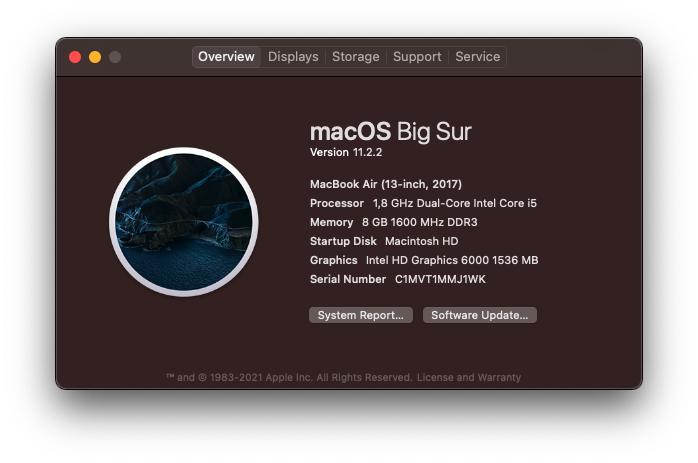 Overview Displays Storage Support Service
macOS Big Sur
Version 11.2.2
MacBook Air (13-inch, 2017)
Processor 1,8 GHz Dual-Core Intel Core i5
Memory 8 GB 1600 MHz DDR3
Startup Disk Macintosh HD
Graphics Intel HD Graphics 6000 1536 MB
Serial Number C1MVT1MMJ1WK
System Report... Software Update...
™ and © 1983-2021 Apple Inc. All Rights Reserved. License and Warranty